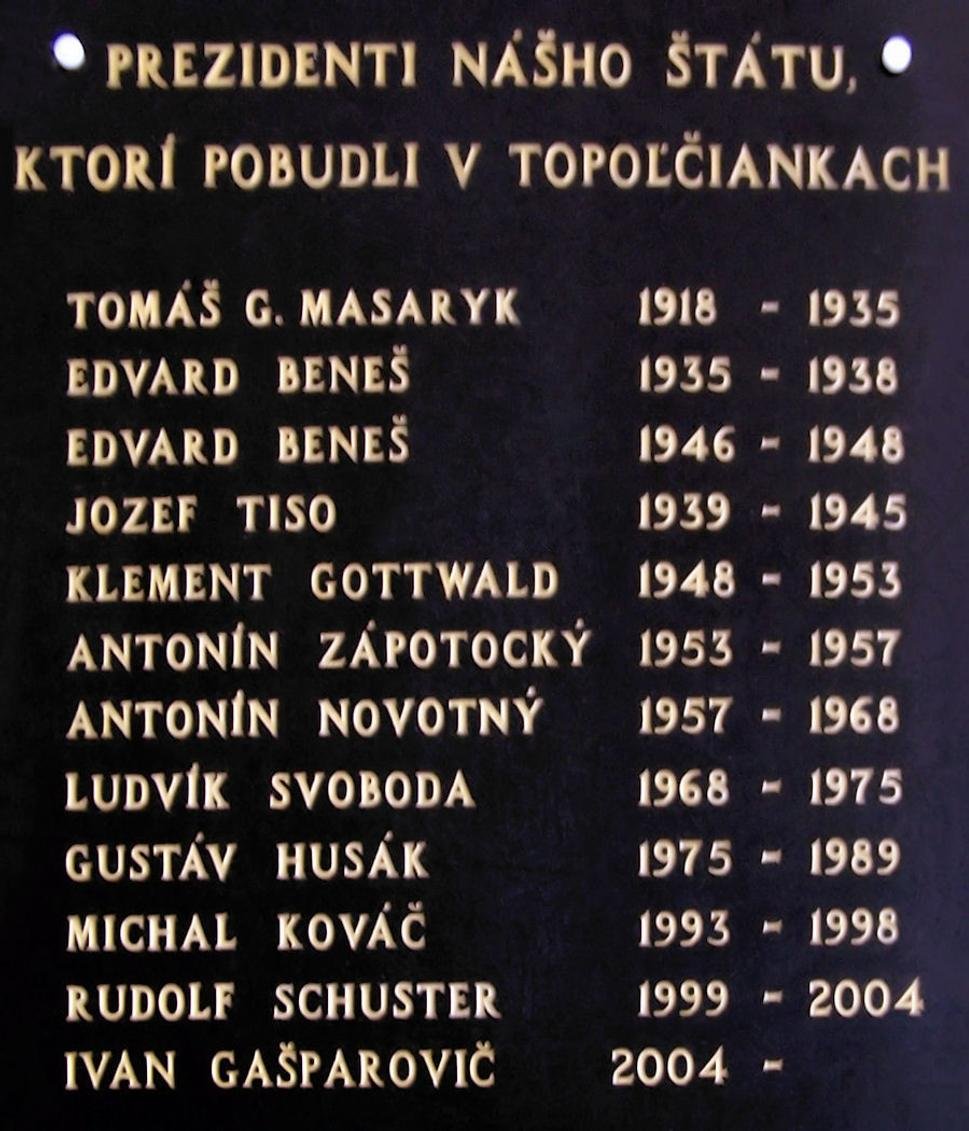 PREZIDENTI NÁŠHO ŠTÁTU,
KTORÍ POBUDLI V TOPOĽČIANKACH
TOMÁŠ G. MASARYK 1918 - 1935
EDVARD BENEŠ 1935 - 1938
EDVARD BENEŠ 1946 - 1948
JOZEF TISO 1939 - 1945
KLEMENT GOTTWALD 1948 - 1953
ANTONÍN ZÁPOTOCKÝ 1953 - 1957
ANTONÍN NOVOTNÝ 1957 - 1968
LUDVÍK SVOBODA 1968 - 1975
GUSTÁV HUSÁK 1975 - 1989
MICHAL KOVÁČ 1993 - 1998
RUDOLF SCHUSTER 1999 - 2004
IVAN GAŠPAROVIČ 2004 -